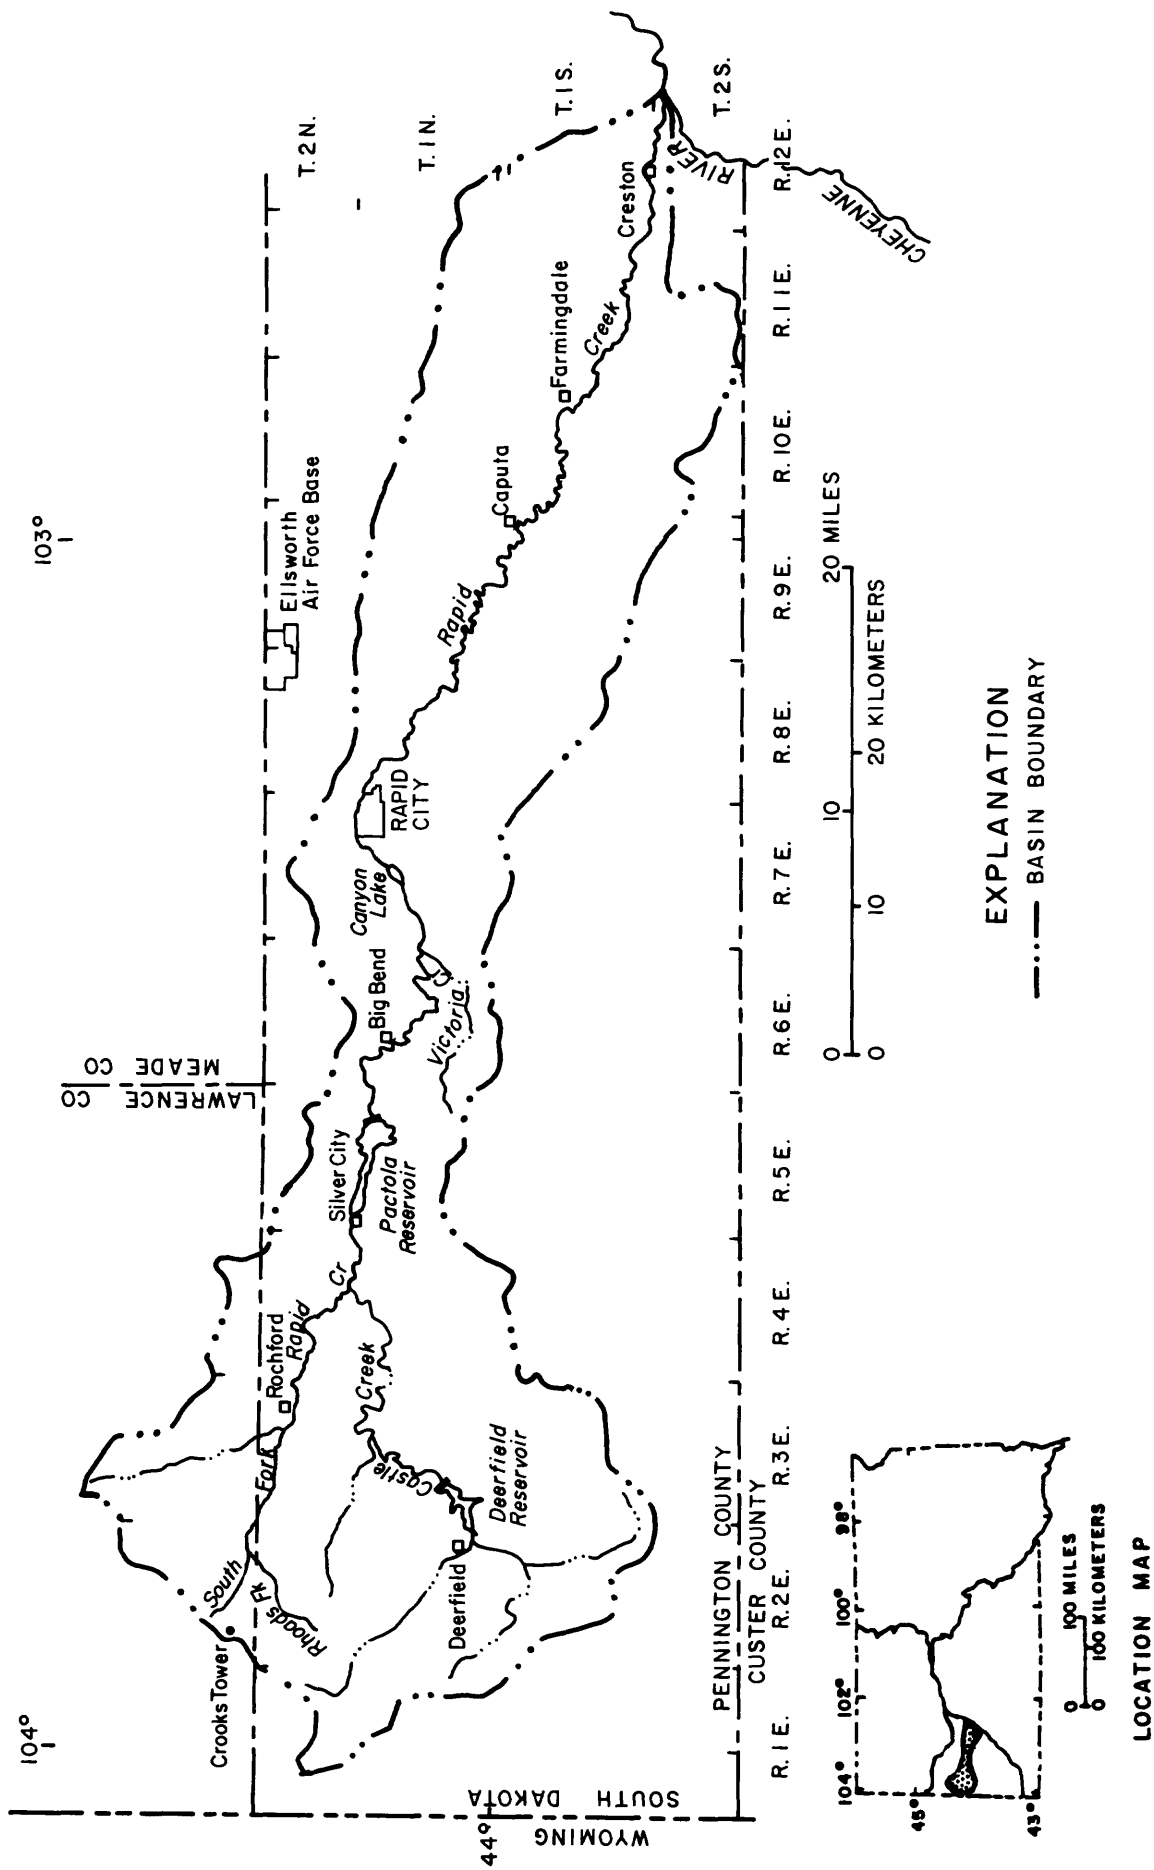 104°
103°
LAWRENCE CO
MEADE CO
Crooks Tower
Ellsworth
Air Force Base
T. 2 N.
South
Fork
Rochford
Rapid
Cr
Rhoads Fk
Silver City
Pactola
Reservoir
Big Bend
Canyon
Lake
RAPID
CITY
T. 1 N.
Creek
Castle
Deerfield
Deerfield
Reservoir
Victoria
Cr
Rapid
Caputa
Farmingdale
Creek
Creston
T. 1 S.
T. 2 S.
RIVER
CHEYENNE
44°
WYOMING
SOUTH DAKOTA
PENNINGTON COUNTY
CUSTER COUNTY
R. 1 E.
R. 2 E.
R. 3 E.
R. 4 E.
R. 5 E.
R. 6 E.
R. 7 E.
R. 8 E.
R. 9 E.
R. 10 E.
R. 11 E.
R. 12 E.
0 10 20 MILES
0 10 20 KILOMETERS
104° 102° 100° 98°
45°
43°
0 100 MILES
0 100 KILOMETERS
LOCATION MAP
EXPLANATION
BASIN BOUNDARY